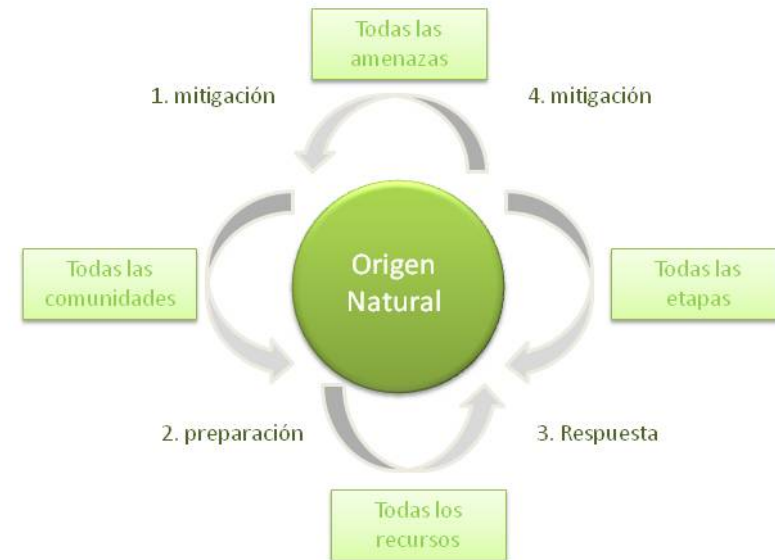 Todas las
amenazas
1. mitigación
4. mitigación
Todas las
comunidades
Origen
Natural
Todas las
etapas
2. preparación
3. Respuesta
Todas los
recursos